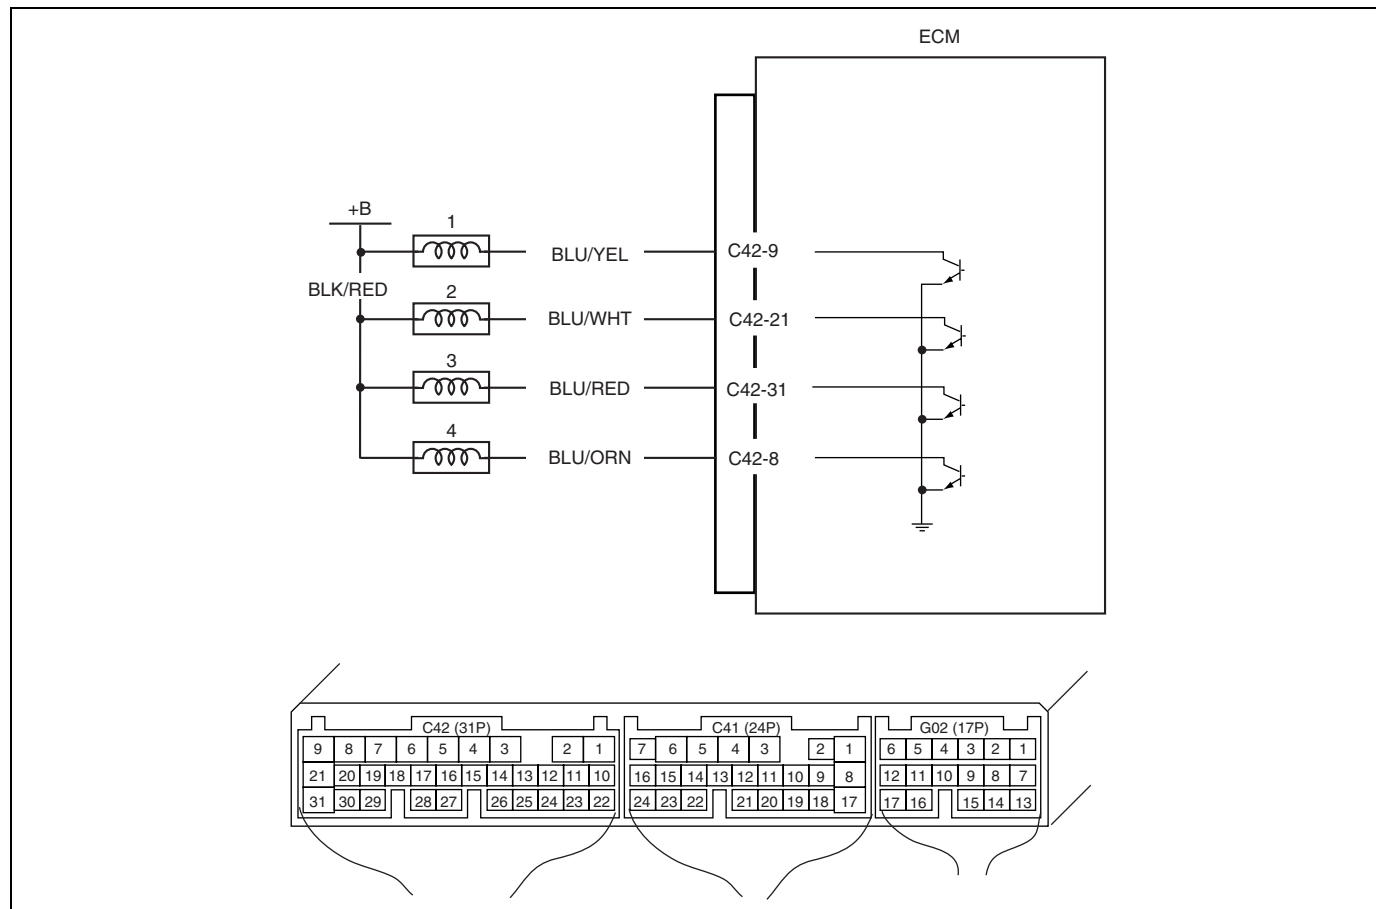 ECM
+B
1
BLU/YEL
C42-9
BLK/RED
2
BLU/WHT
C42-21
3
BLU/RED
C42-31
4
BLU/ORN
C42-8
C42 (31P)
C41 (24P)
G02 (17P)
9 8 7 6 5 4 3 2 1
7 6 5 4 3 2 1
6 5 4 3 2 1
21 20 19 18 17 16 15 14 13 12 11 10
16 15 14 13 12 11 10 9 8
12 11 10 9 8 7
31 30 29 28 27 26 25 24 23 22
24 23 22 21 20 19 18 17
17 16 15 14 13